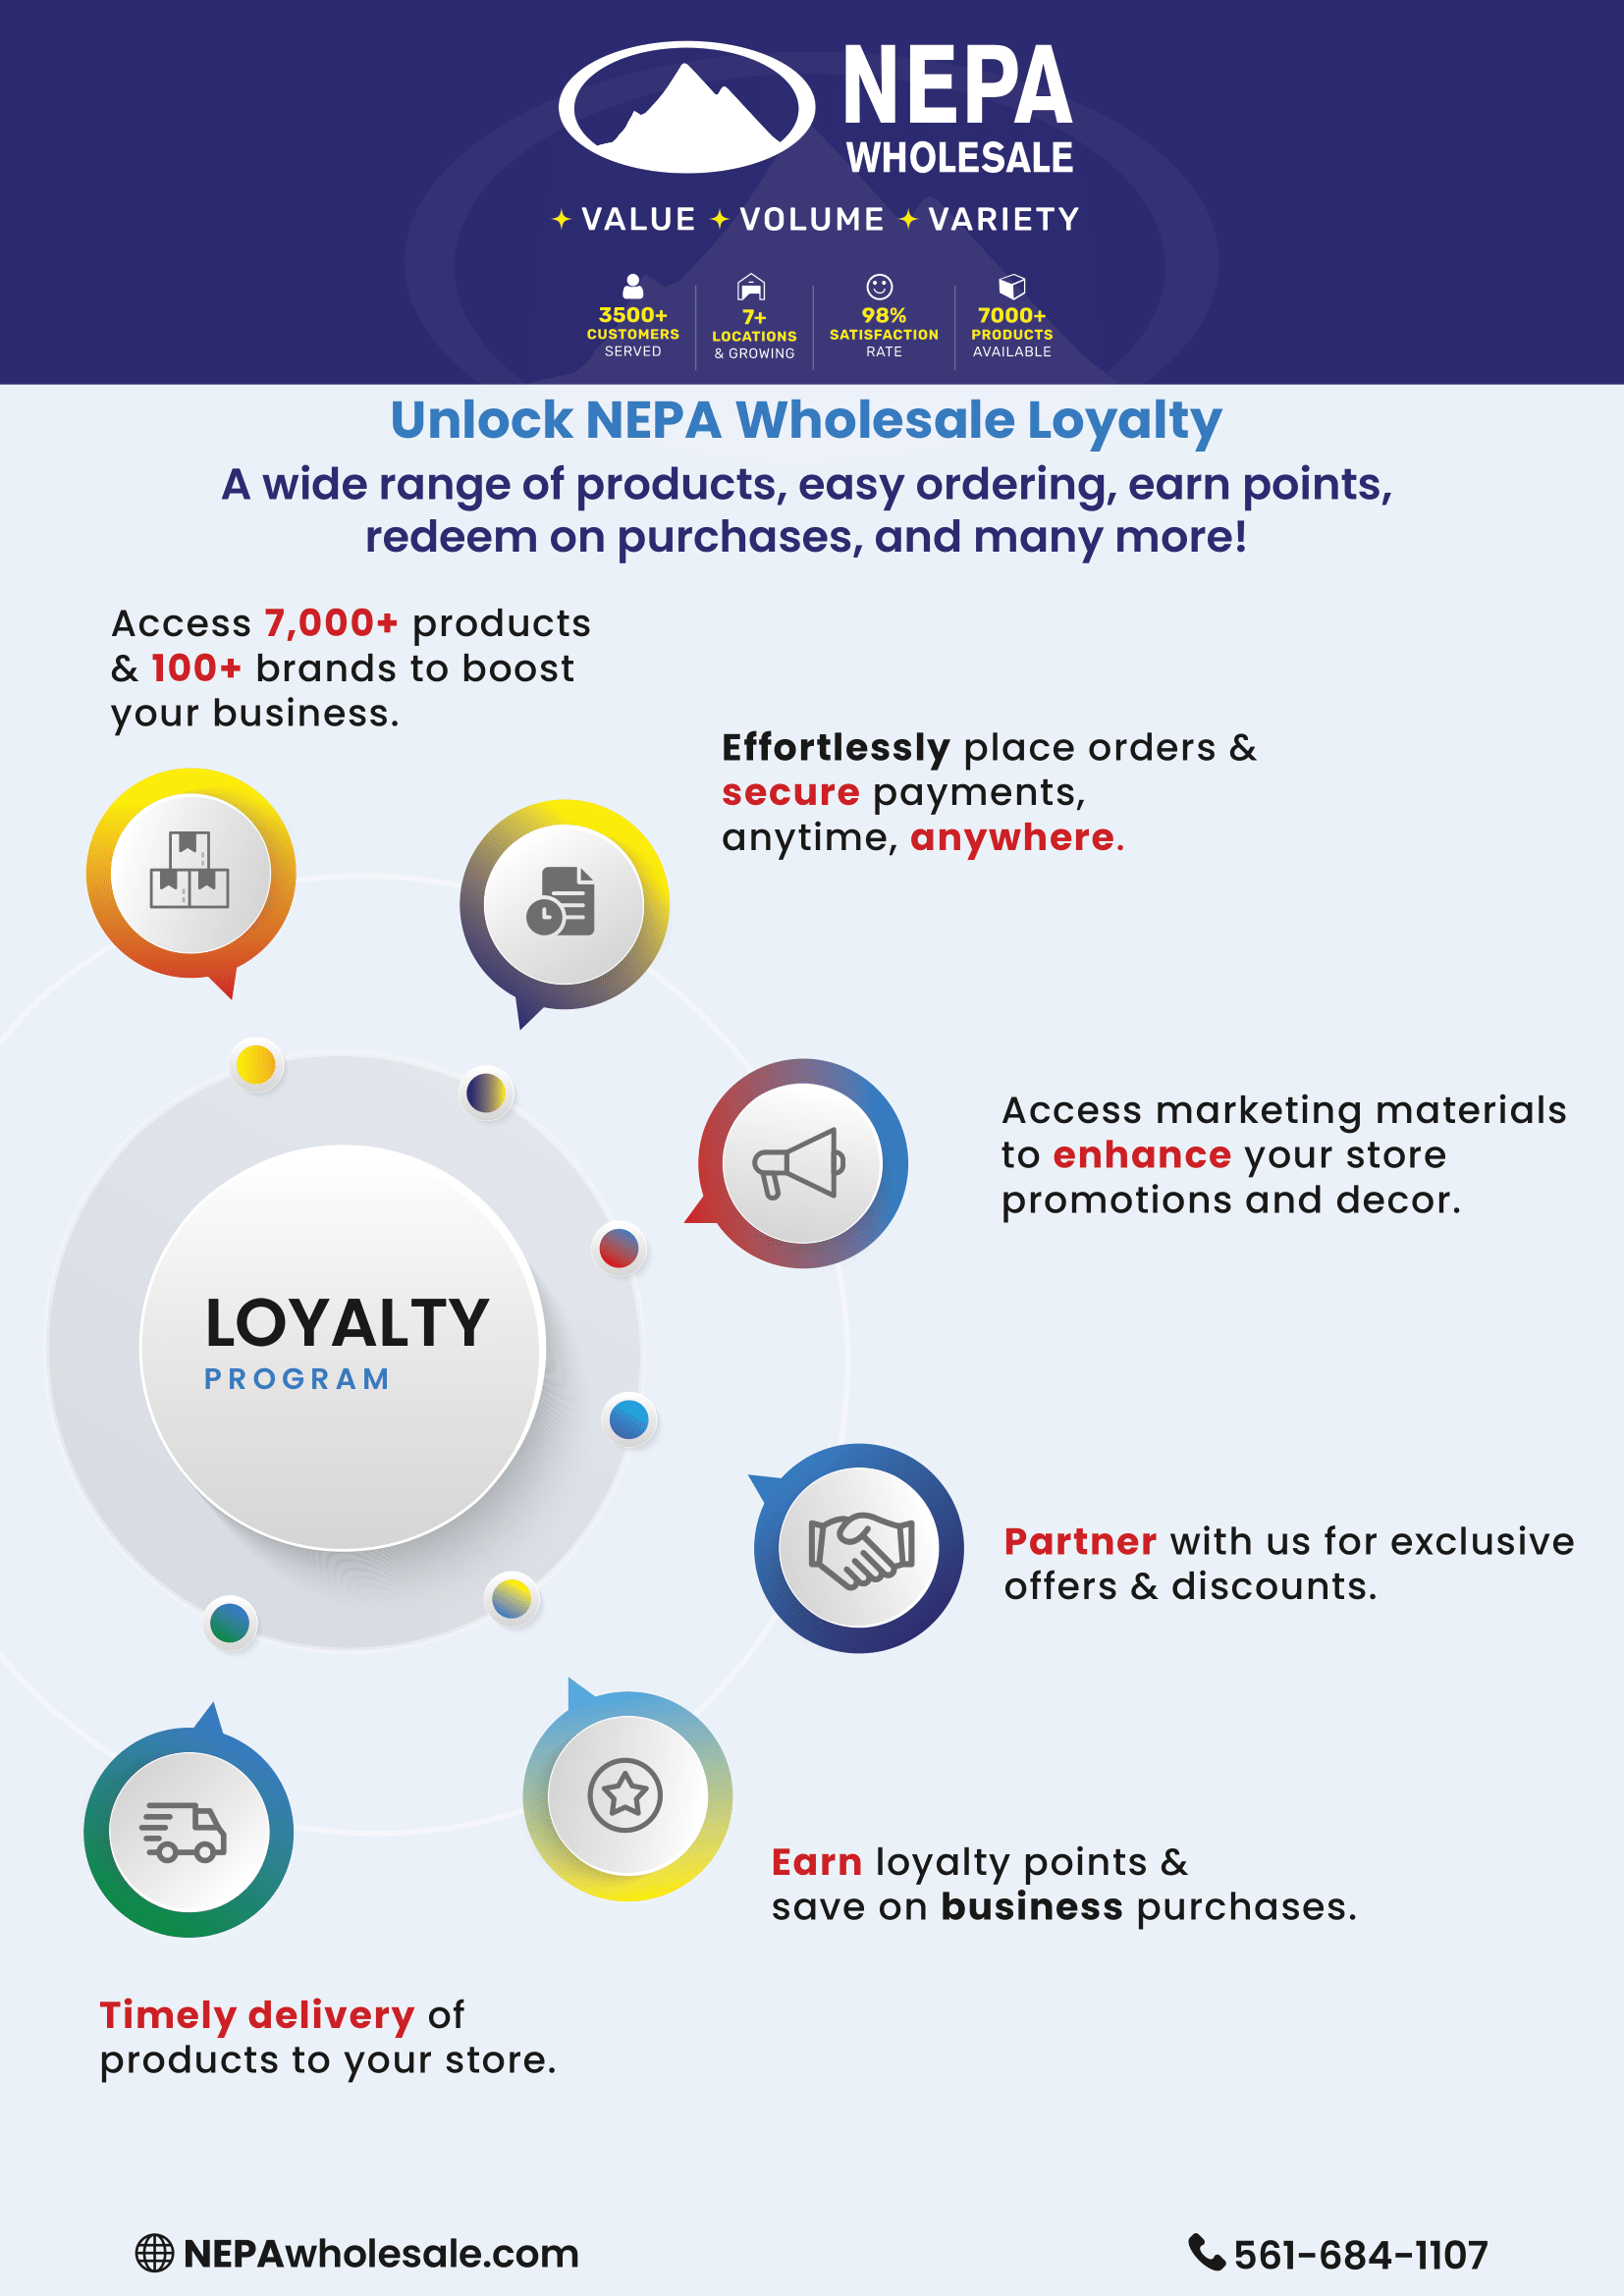 NEPA
WHOLESALE
VALUE VOLUME VARIETY
3500+
CUSTOMERS
SERVED
7+
LOCATIONS
& GROWING
98%
SATISFACTION
RATE
7000+
PRODUCTS
AVAILABLE
Unlock NEPA Wholesale Loyalty
A wide range of products, easy ordering, earn points,
redeem on purchases, and many more!
Access 7,000+ products
& 100+ brands to boost
your business.
Effortlessly place orders &
secure payments,
anytime, anywhere.
Access marketing materials
to enhance your store
promotions and decor.
LOYALTY
PROGRAM
Partner with us for exclusive
offers & discounts.
Earn loyalty points &
save on business purchases.
Timely delivery of
products to your store.
NEPAwholesale.com
561-684-1107